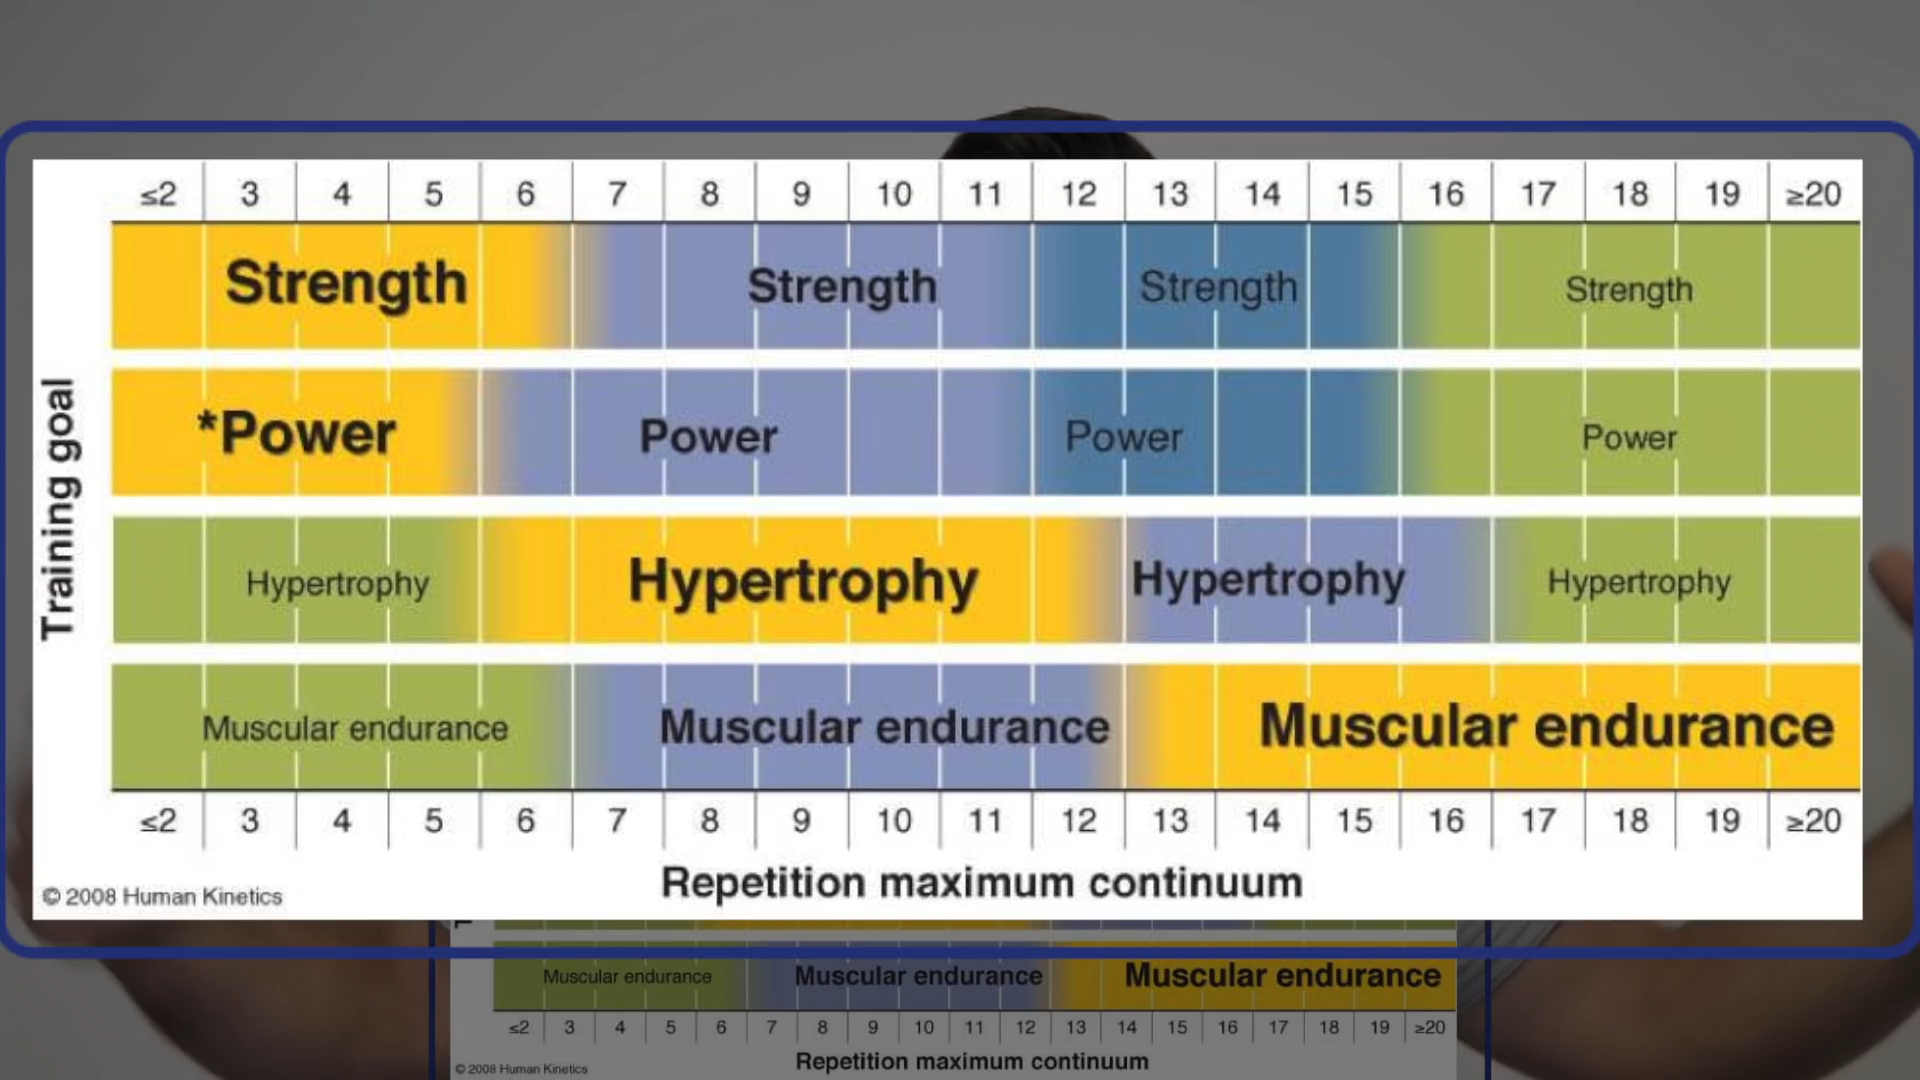 ≤2 3 4 5 6 7 8 9 10 11 12 13 14 15 16 17 18 19 ≥20
Strength Strength Strength Strength
*Power Power Power Power
Training goal
Hypertrophy Hypertrophy Hypertrophy Hypertrophy
Muscular endurance Muscular endurance Muscular endurance
≤2 3 4 5 6 7 8 9 10 11 12 13 14 15 16 17 18 19 ≥20
Repetition maximum continuum
© 2008 Human Kinetics
Muscular endurance Muscular endurance Muscular endurance
≤2 3 4 5 6 7 8 9 10 11 12 13 14 15 16 17 18 19 ≥20
Repetition maximum continuum
© 2008 Human Kinetics